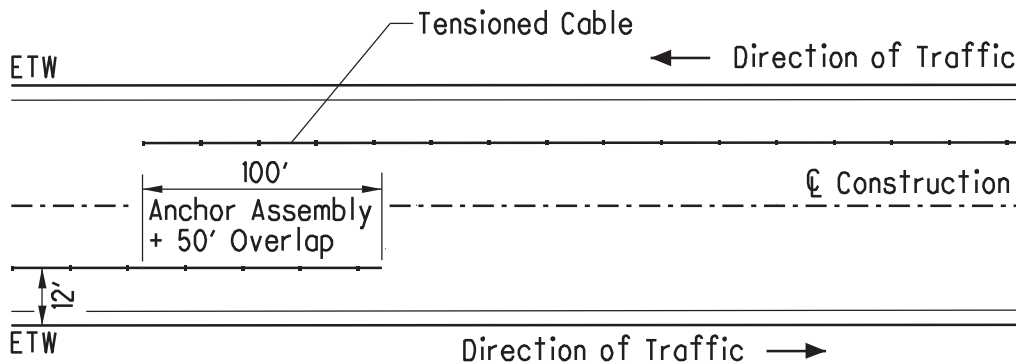 Tensioned Cable
Direction of Traffic
ETW
100'
℄ Construction
Anchor Assembly
+ 50' Overlap
12'
ETW
Direction of Traffic